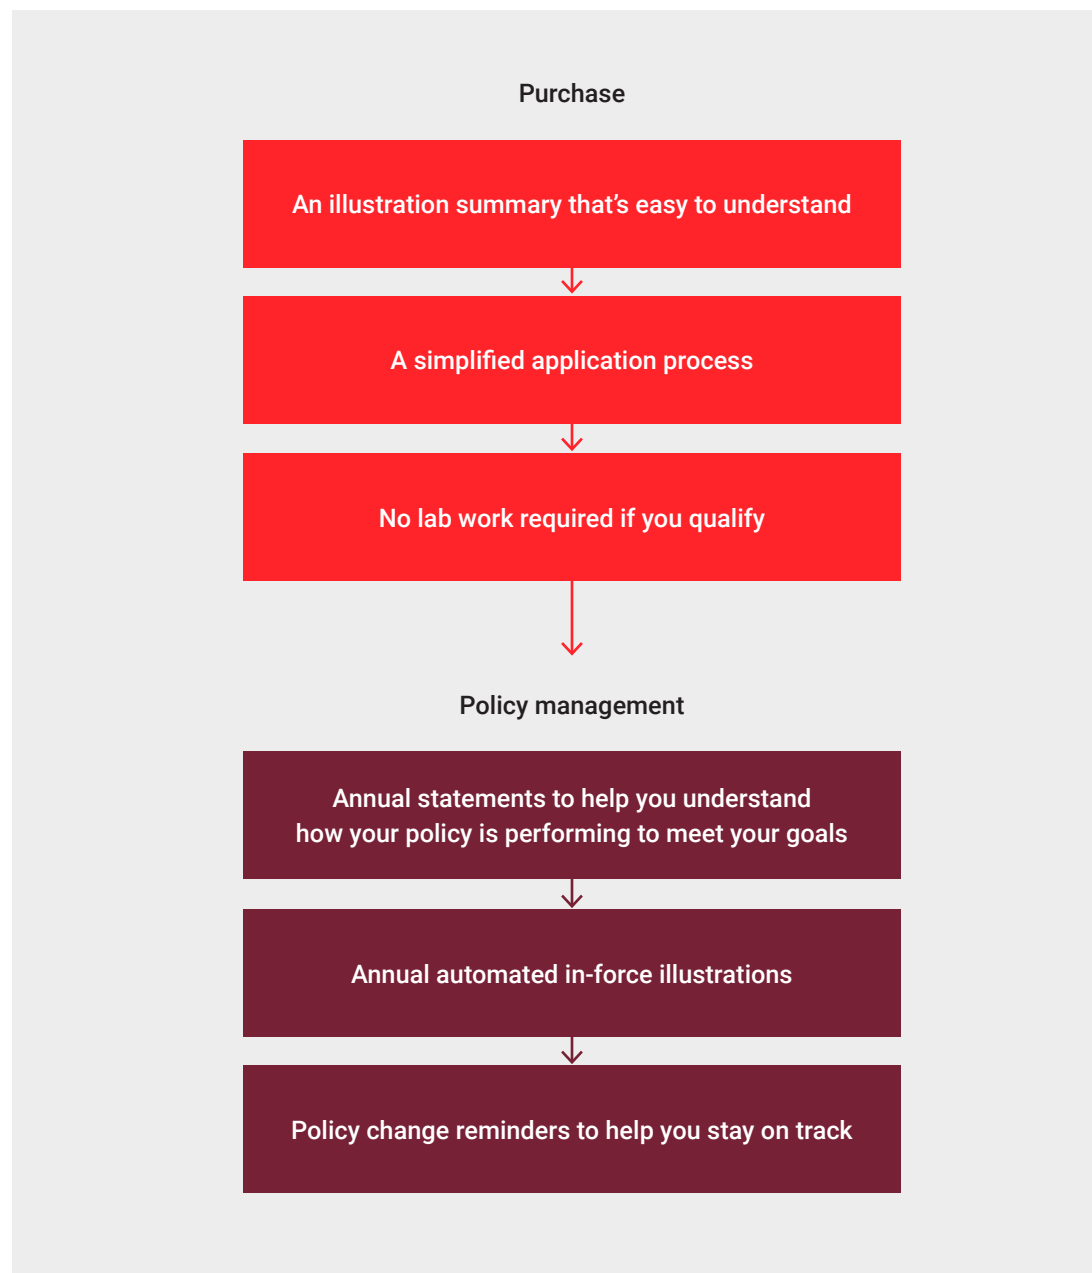 Purchase
An illustration summary that’s easy to understand
A simplified application process
No lab work required if you qualify
Policy management
Annual statements to help you understand
how your policy is performing to meet your goals
Annual automated in-force illustrations
Policy change reminders to help you stay on track